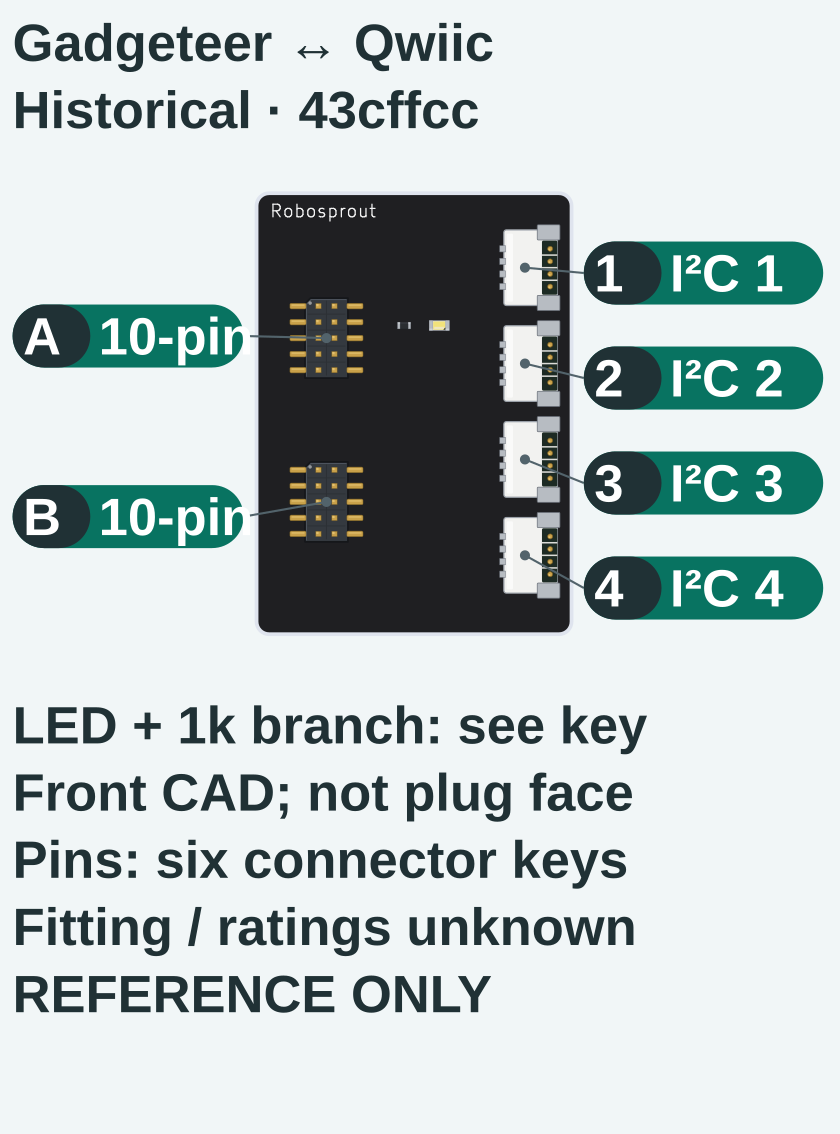 Gadgeteer ↔ Qwiic
Historical · 43cffcc
Robosprout
1 I²C 1
A 10-pin
2 I²C 2
3 I²C 3
B 10-pin
4 I²C 4
LED + 1k branch: see key
Front CAD; not plug face
Pins: six connector keys
Fitting / ratings unknown
REFERENCE ONLY